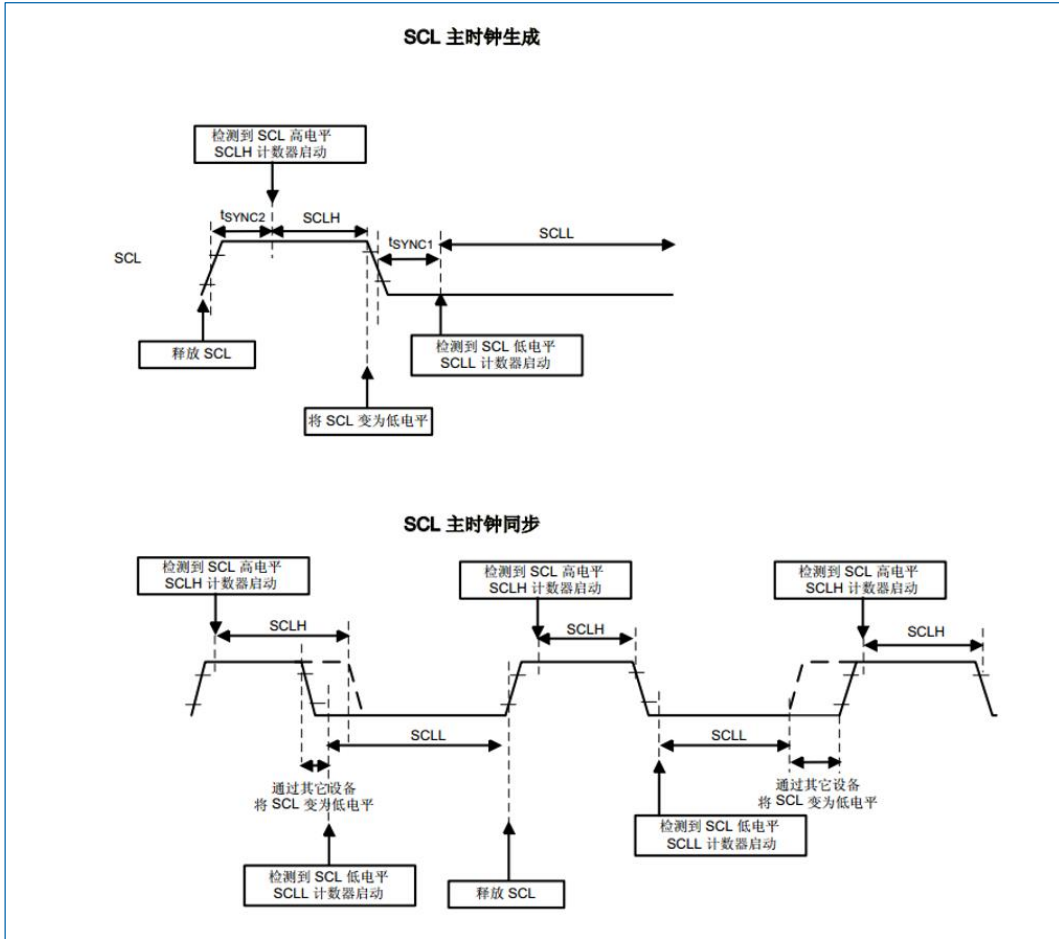 SCL 主时钟生成
检测到 SCL 高电平
SCLH 计数器启动
tSYNC2
SCLH
tSYNC1
SCLL
SCL
释放 SCL
检测到 SCL 低电平
SCLL 计数器启动
将 SCL 变为低电平
SCL 主时钟同步
检测到 SCL 高电平
SCLH 计数器启动
检测到 SCL 高电平
SCLH 计数器启动
检测到 SCL 高电平
SCLH 计数器启动
SCLH
SCLH
SCLH
SCLL
SCLL
通过其它设备
将 SCL 变为低电平
通过其它设备
将 SCL 变为低电平
检测到 SCL 低电平
SCLL 计数器启动
检测到 SCL 低电平
SCLL 计数器启动
释放 SCL